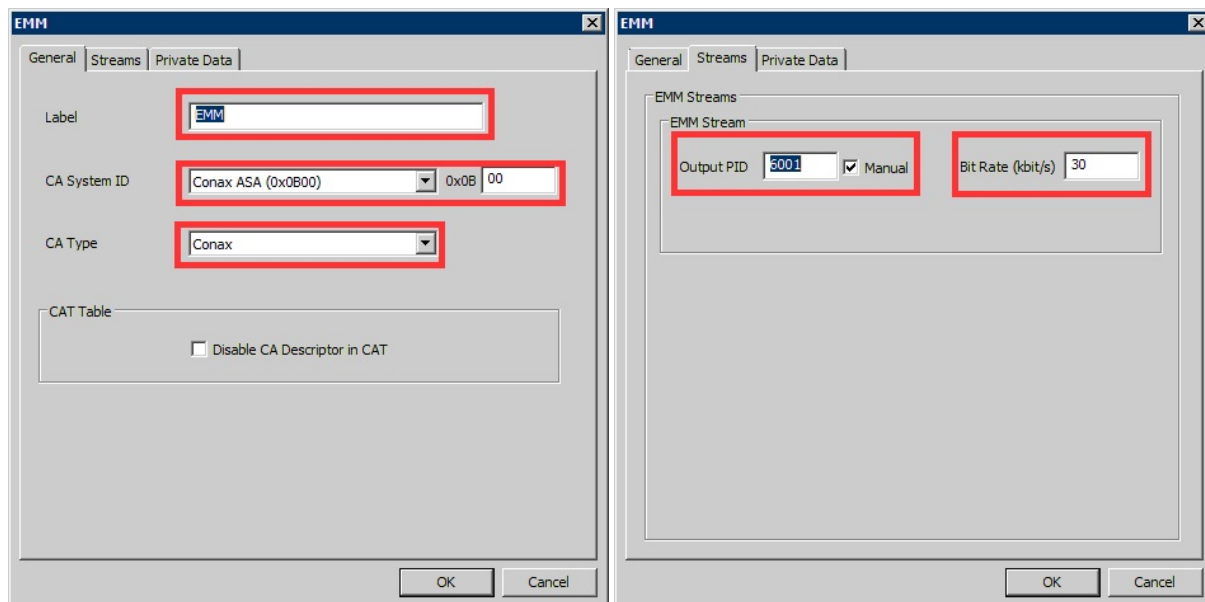 EMM
General Streams Private Data
Label EMM
CA System ID Conax ASA (0x0B00) 0x0B 00
CA Type Conax
CAT Table
Disable CA Descriptor in CAT
OK Cancel
EMM
General Streams Private Data
EMM Streams
EMM Stream
Output PID 6001 Manual Bit Rate (kbit/s) 30
OK Cancel